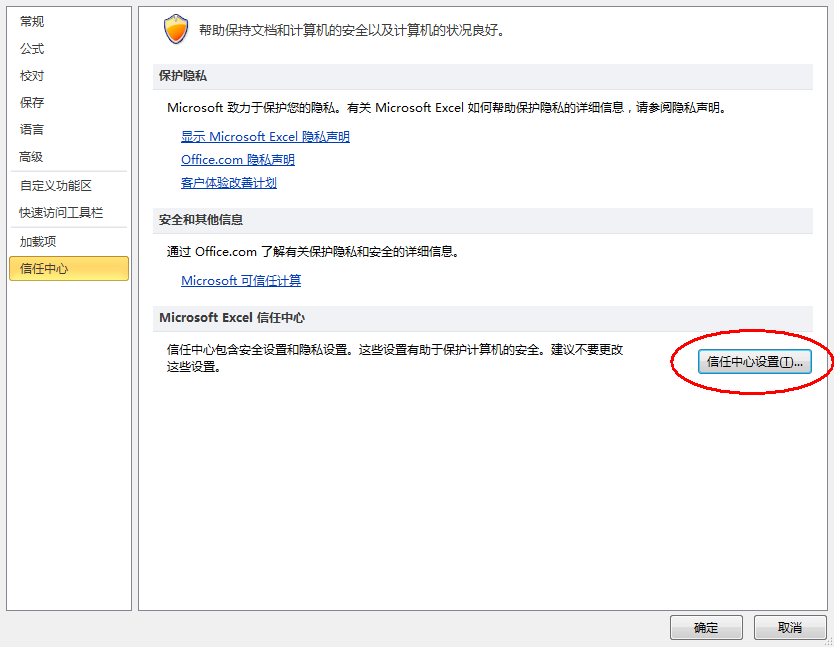 常规
公式
校对
保存
语言
高级
自定义功能区
快速访问工具栏
加载项
信任中心
帮助保持文档和计算机的安全以及计算机的状况良好。
保护隐私
Microsoft 致力于保护您的隐私。有关 Microsoft Excel 如何帮助保护隐私的详细信息，请参阅隐私声明。
显示 Microsoft Excel 隐私声明
Office.com 隐私声明
客户体验改善计划
安全和其他信息
通过 Office.com 了解有关保护隐私和安全的详细信息。
Microsoft 可信任计算
Microsoft Excel 信任中心
信任中心包含安全设置和隐私设置。这些设置有助于保护计算机的安全。建议不要更改
这些设置。
信任中心设置(T)...
确定
取消